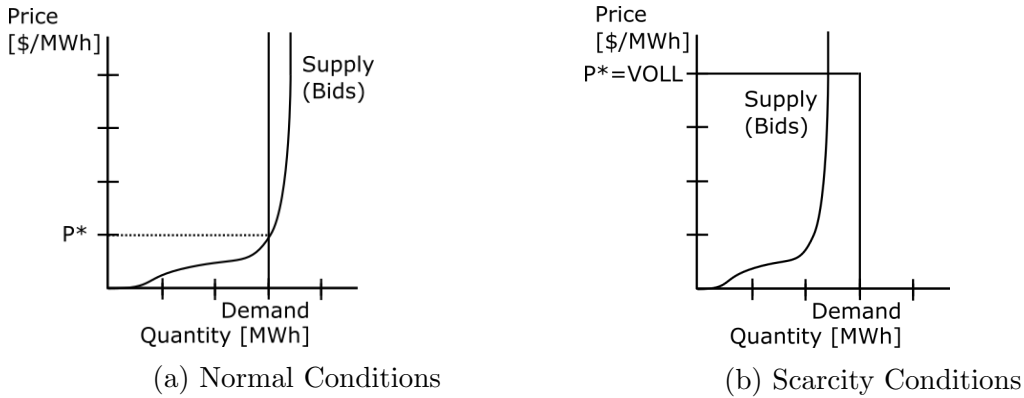 Price
[$/MWh]
Supply
(Bids)
P*
Demand
Quantity [MWh]
(a) Normal Conditions
Price
[$/MWh]
P*=VOLL
Supply
(Bids)
Demand
Quantity [MWh]
(b) Scarcity Conditions